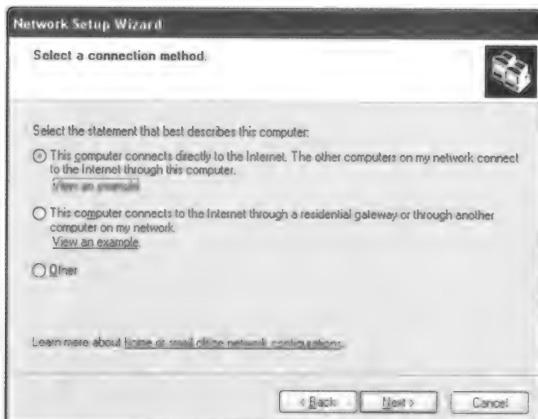 Network Setup Wizard
Select a connection method.
Select the statement that best describes this computer:
This computer connects directly to the Internet. The other computers on my network connect
to the Internet through this computer.
View an example
This computer connects to the Internet through a residential gateway or through another
computer on my network.
View an example.
Other
Learn more about home or small office network configurations.
< Back
Next >
Cancel